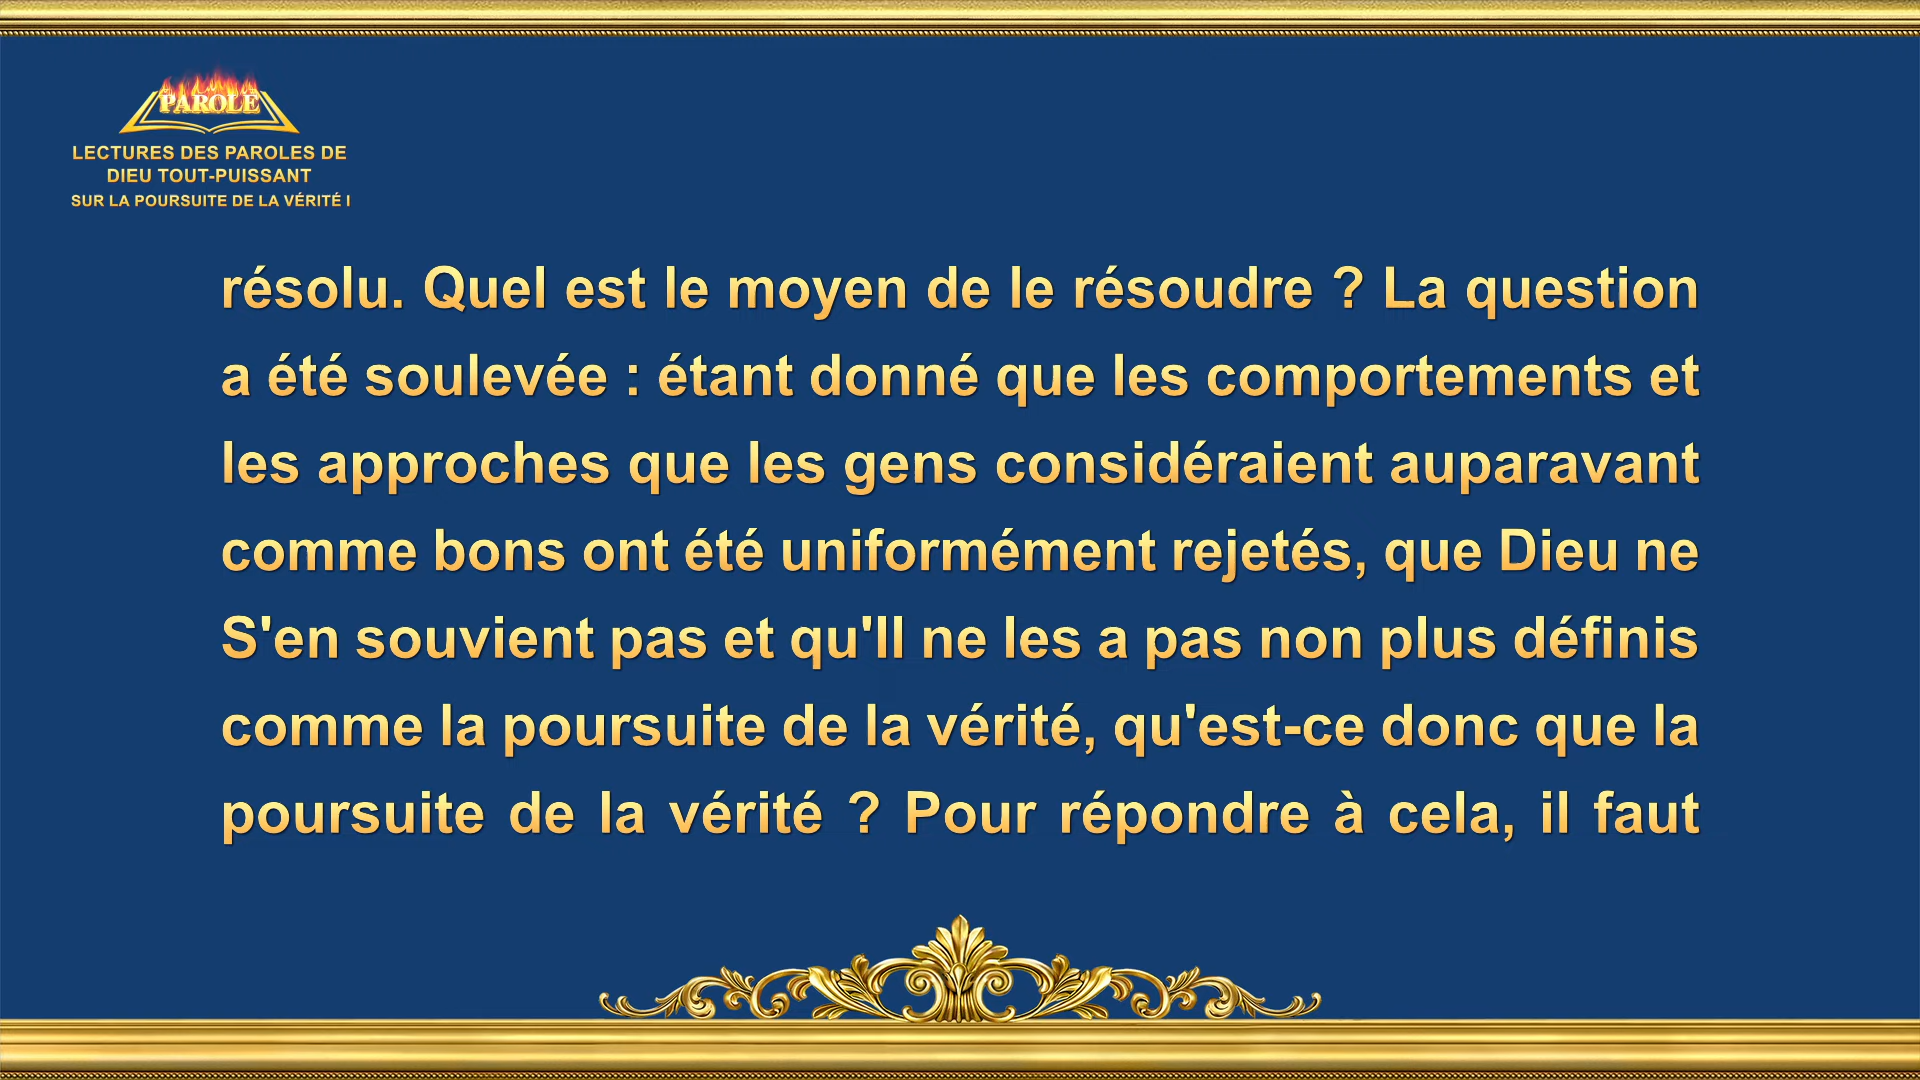 PAROLE
LECTURES DES PAROLES DE
DIEU TOUT-PUISSANT
SUR LA POURSUITE DE LA VÉRITÉ I
résolu. Quel est le moyen de le résoudre ? La question
a été soulevée : étant donné que les comportements et
les approches que les gens considéraient auparavant
comme bons ont été uniformément rejetés, que Dieu ne
S'en souvient pas et qu'Il ne les a pas non plus définis
comme la poursuite de la vérité, qu'est-ce donc que la
poursuite de la vérité ? Pour répondre à cela, il faut